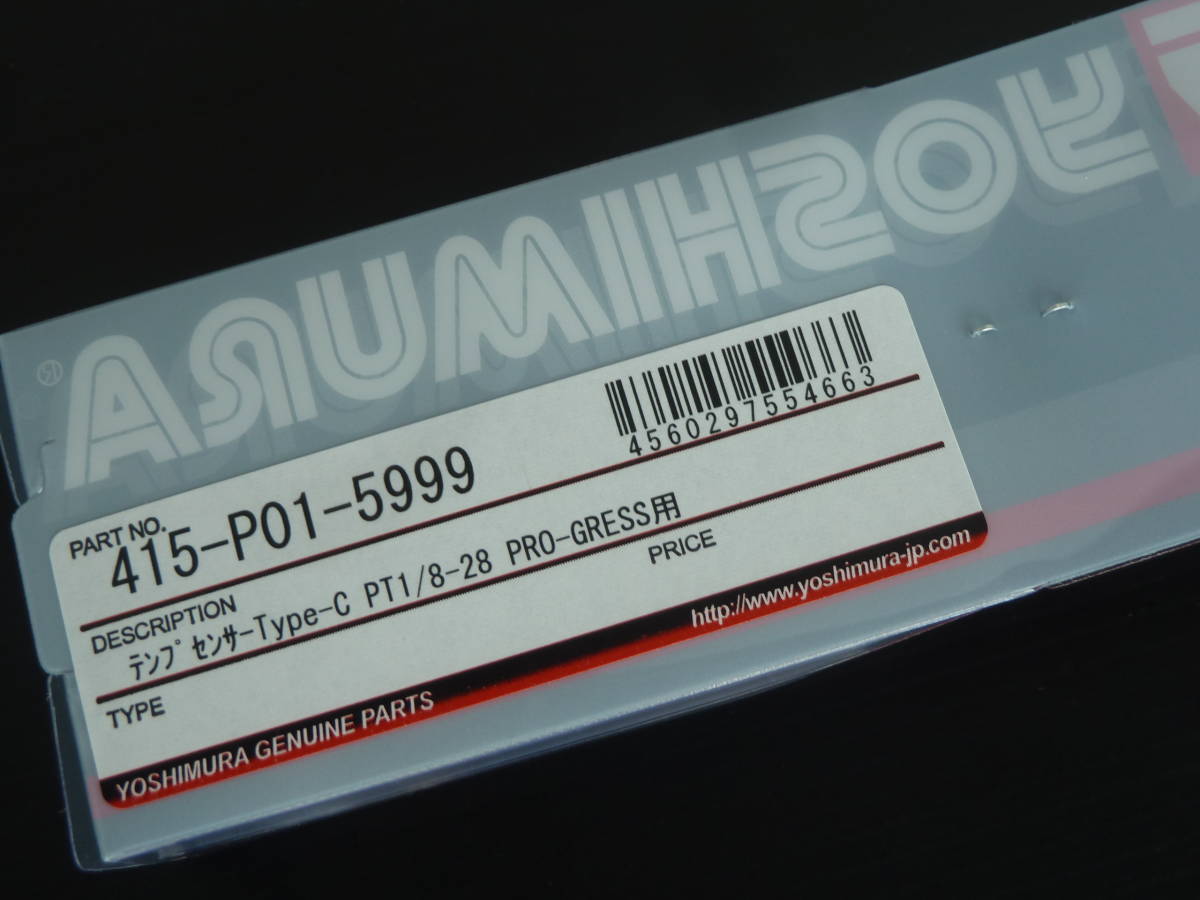 YOSHIMURA®
PART NO.
415-P01-5999
4560297554663
DESCRIPTION
ﾃﾝﾌﾟｾﾝｻｰ-Type-C PT1/8-28 PRO-GRESS用
TYPE
PRICE
http://www.yoshimura-jp.com
YOSHIMURA GENUINE PARTS